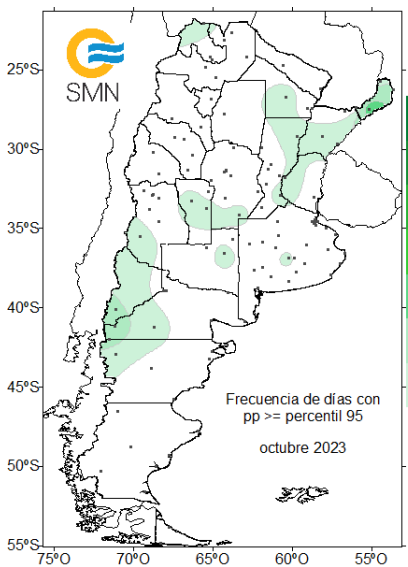 SMN
25°S
30°S
35°S
40°S
45°S
50°S
55°S
Frecuencia de días con
pp >= percentil 95
octubre 2023
75°O
70°O
65°O
60°O
55°O